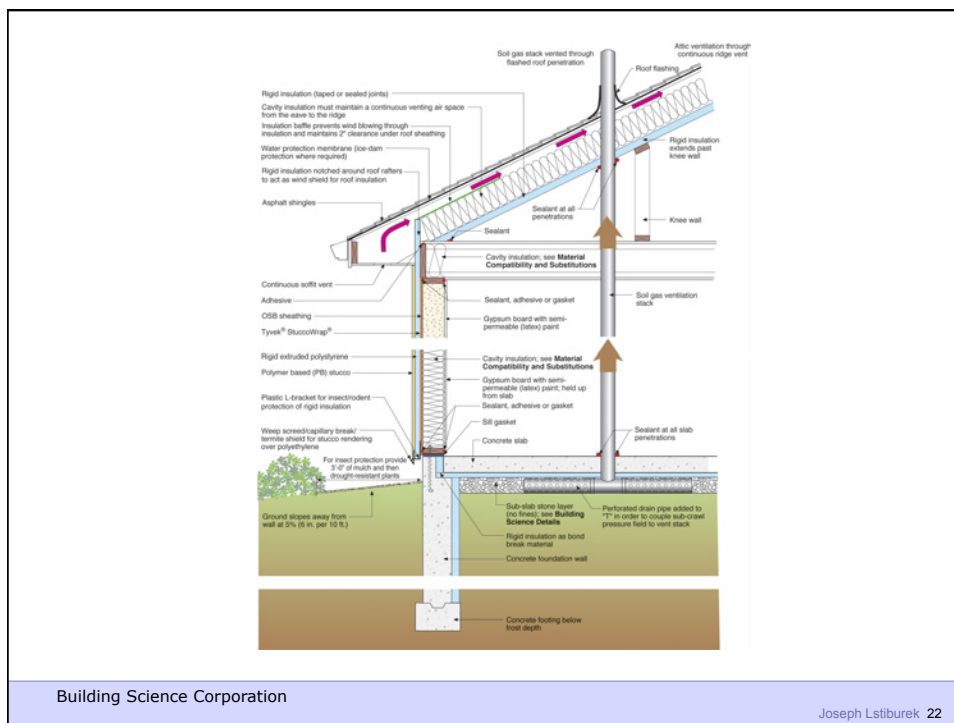 Soil gas stack vented through
flashed roof penetration
Attic ventilation through
continuous ridge vent
Roof flashing
Rigid insulation (taped or sealed joints)
Cavity insulation must maintain a continuous venting air space
from the eave to the ridge
Insulation baffle prevents wind blowing through
insulation and maintains 2" clearance under roof sheathing
Water protection membrane (ice-dam
protection where required)
Rigid insulation notched around roof rafters
to act as wind shield for roof insulation
Asphalt shingles
Rigid insulation
extends past
knee wall
Sealant at all
penetrations
Knee wall
Sealant
Cavity insulation; see Material
Compatibility and Substitutions
Continuous soffit vent
Adhesive
OSB sheathing
Tyvek® StuccoWrap®
Sealant, adhesive or gasket
Gypsum board with semi-
permeable (latex) paint
Soil gas ventilation
stack
Rigid extruded polystyrene
Polymer based (PB) stucco
Plastic L-bracket for insect/rodent
protection of rigid insulation
Weep screed/capillary break/
termite shield for stucco rendering
over polyethylene
Cavity insulation; see Material
Compatibility and Substitutions
Gypsum board with semi-
permeable (latex) paint; held up
from slab
Sealant, adhesive or gasket
Sill gasket
Concrete slab
Sealant at all slab
penetrations
For insect protection provide
3'-0" of mulch and then
drought-resistant plants
Ground slopes away from
wall at 5% (6 in. per 10 ft.)
Sub-slab stone layer
(no fines); see Building
Science Details
Rigid insulation as bond
break material
Concrete foundation wall
Perforated drain pipe added to
"T" in order to couple sub-crawl
pressure field to vent stack
Concrete footing below
frost depth
Building Science Corporation
Joseph Lstiburek 22